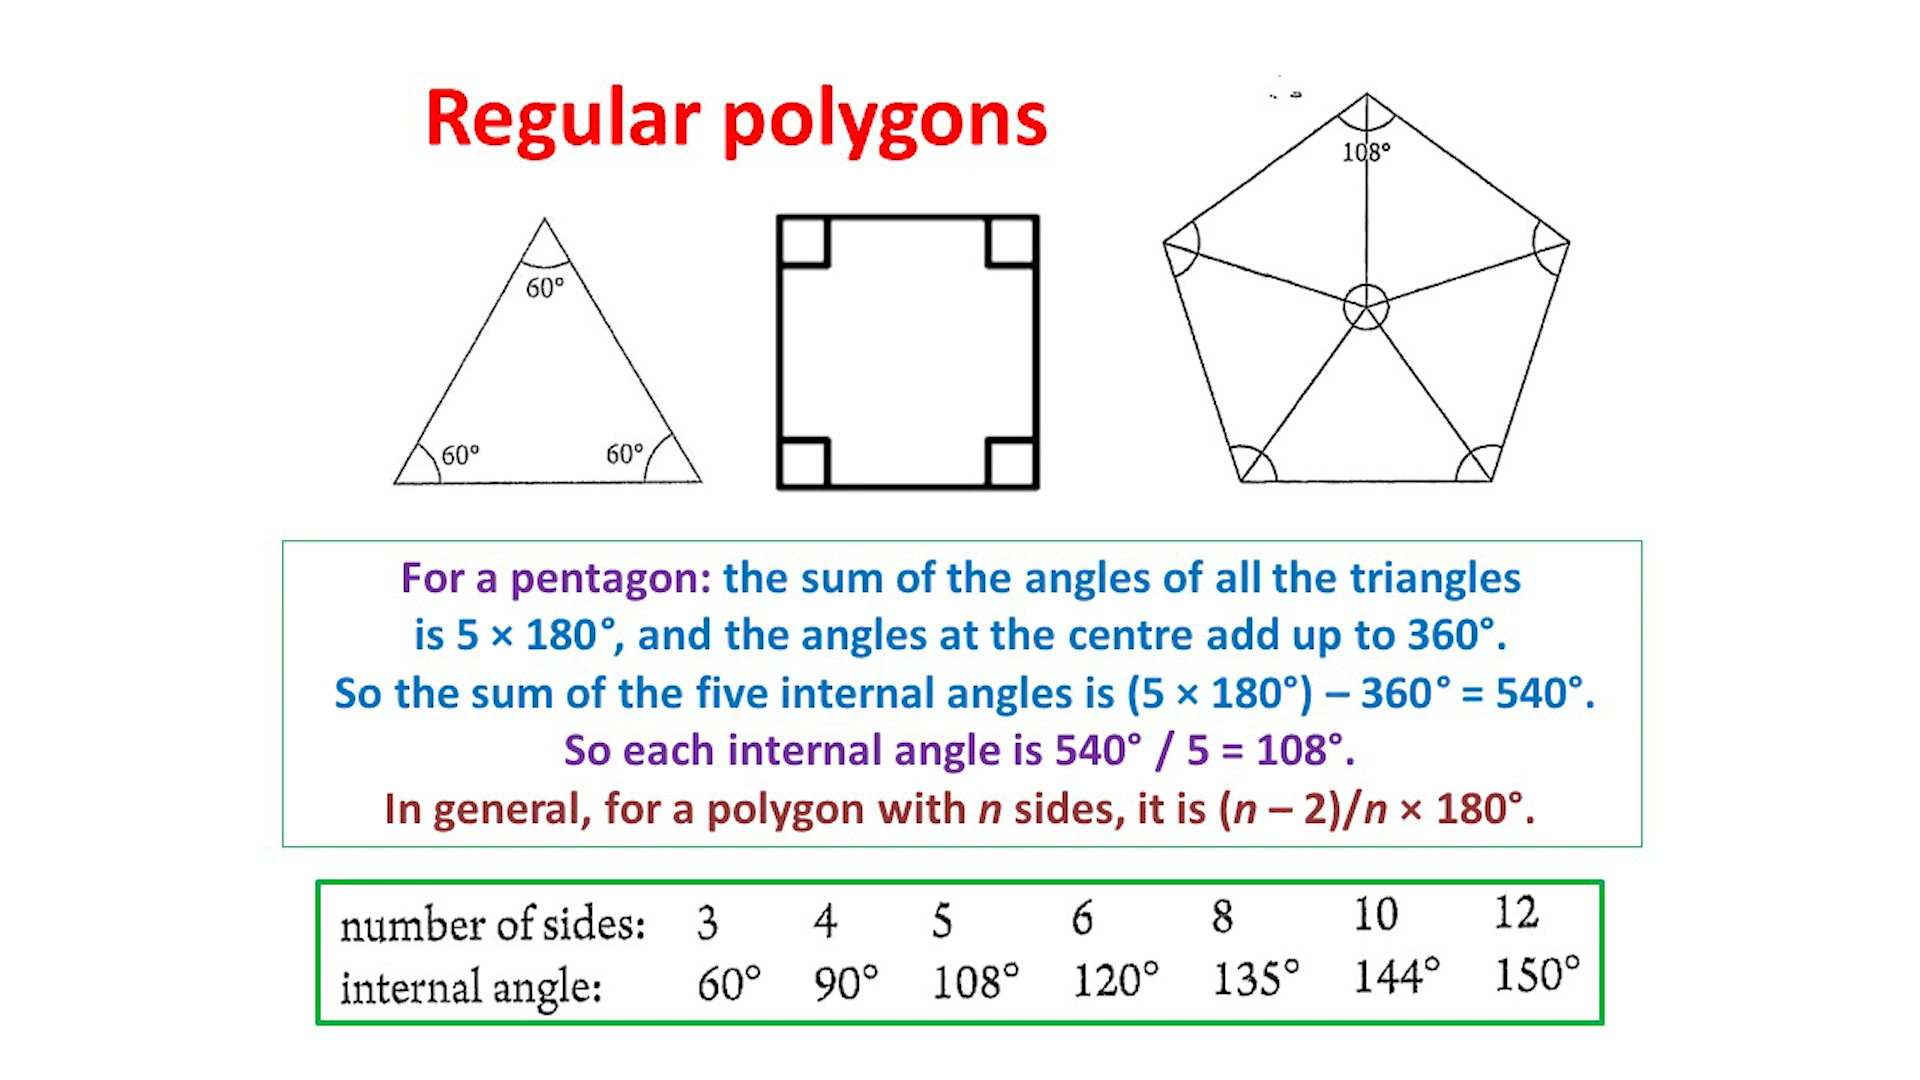 Regular polygons
108°
60°
60°
60°
For a pentagon: the sum of the angles of all the triangles
is 5 × 180°, and the angles at the centre add up to 360°.
So the sum of the five internal angles is (5 × 180°) – 360° = 540°.
So each internal angle is 540° / 5 = 108°.
In general, for a polygon with n sides, it is (n – 2)/n × 180°.
number of sides: 3 4 5 6 8 10 12
internal angle: 60° 90° 108° 120° 135° 144° 150°